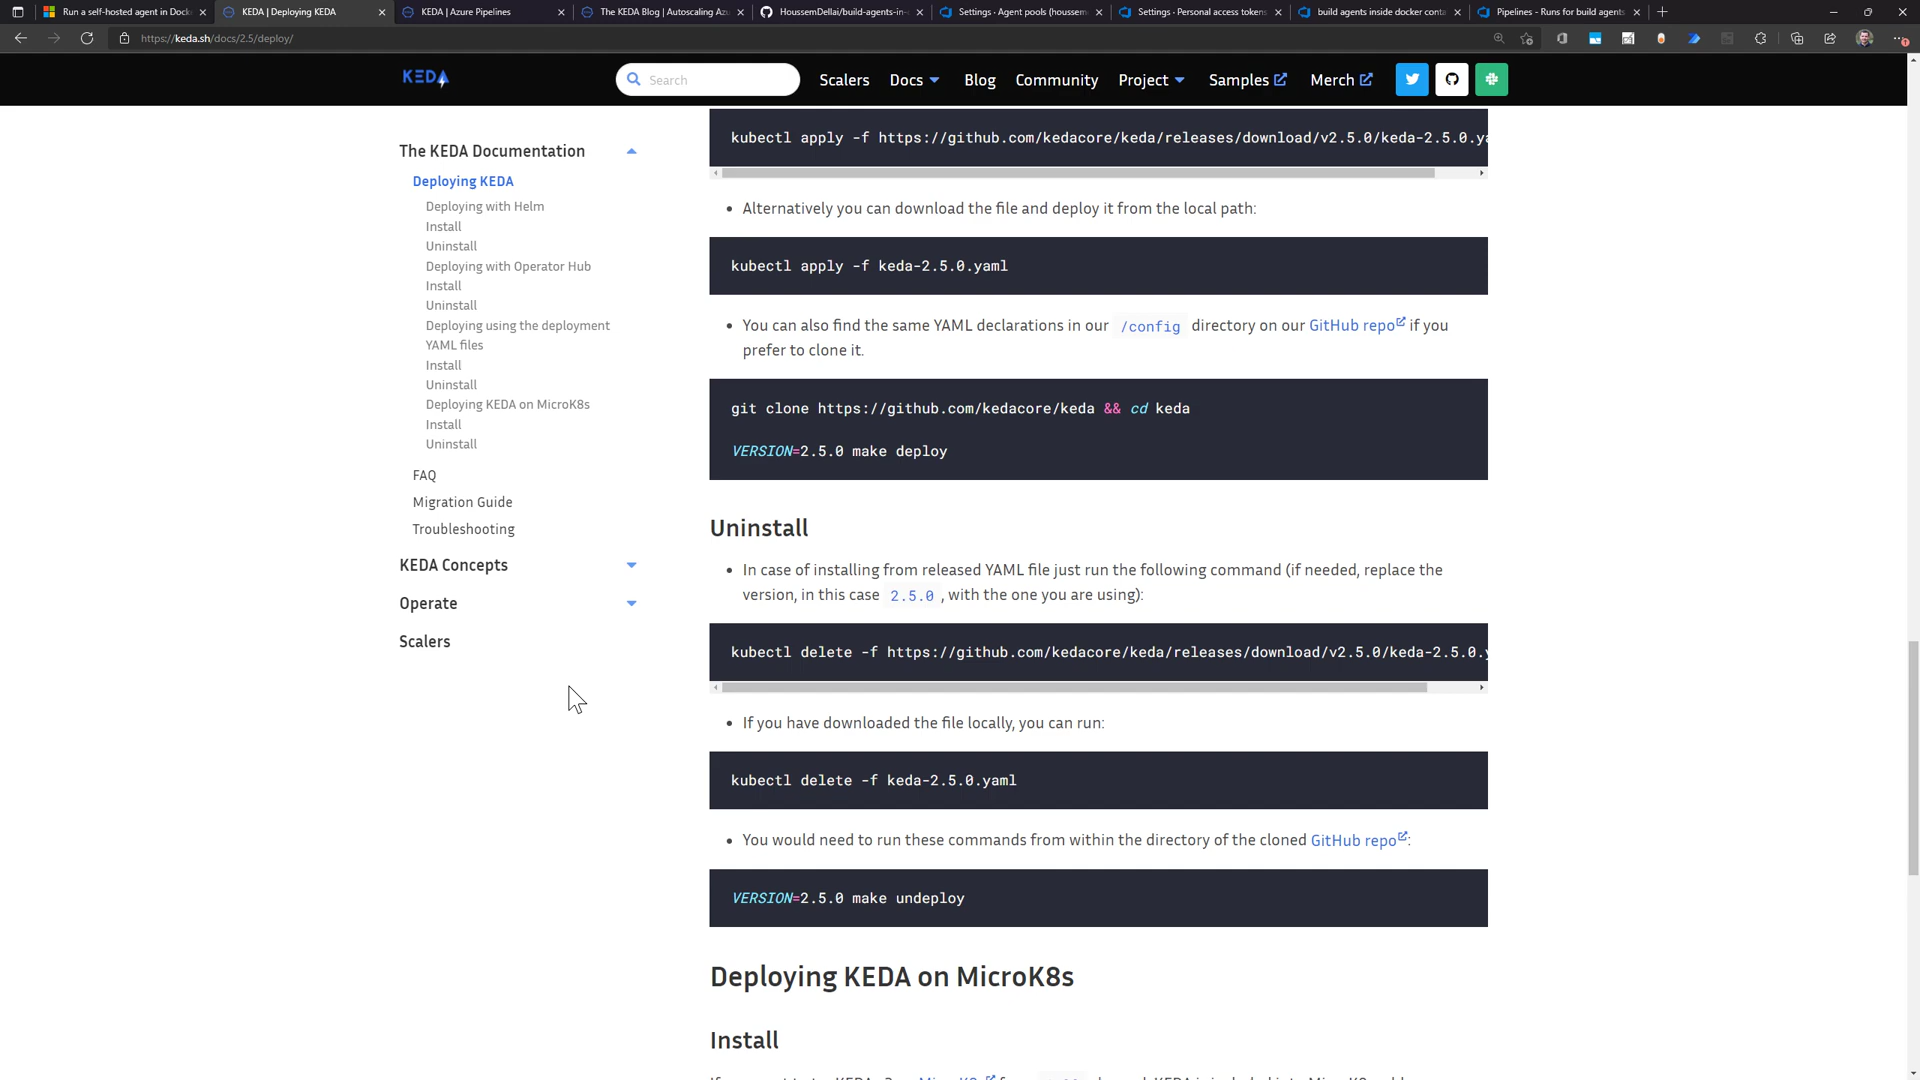 Run a self-hosted agent in Dock
KEDA | Deploying KEDA
KEDA | Azure Pipelines
The KEDA Blog | Autoscaling Az
HoussemDellai/build-agents-in-
Settings · Agent pools (houssem
Settings · Personal access tokens
build agents inside docker conta
Pipelines - Runs for build agents
https://keda.sh/docs/2.5/deploy/
KEDA
Search
Scalers
Docs
Blog
Community
Project
Samples
Merch
The KEDA Documentation
Deploying KEDA
Deploying with Helm
Install
Uninstall
Deploying with Operator Hub
Install
Uninstall
Deploying using the deployment
YAML files
Install
Uninstall
Deploying KEDA on MicroK8s
Install
Uninstall
FAQ
Migration Guide
Troubleshooting
KEDA Concepts
Operate
Scalers
kubectl apply -f https://github.com/kedacore/keda/releases/download/v2.5.0/keda-2.5.0.ya
Alternatively you can download the file and deploy it from the local path:
kubectl apply -f keda-2.5.0.yaml
You can also find the same YAML declarations in our /config directory on our GitHub repo if you
prefer to clone it.
git clone https://github.com/kedacore/keda && cd keda
VERSION=2.5.0 make deploy
Uninstall
In case of installing from released YAML file just run the following command (if needed, replace the
version, in this case 2.5.0 , with the one you are using):
kubectl delete -f https://github.com/kedacore/keda/releases/download/v2.5.0/keda-2.5.0.y
If you have downloaded the file locally, you can run:
kubectl delete -f keda-2.5.0.yaml
You would need to run these commands from within the directory of the cloned GitHub repo:
VERSION=2.5.0 make undeploy
Deploying KEDA on MicroK8s
Install